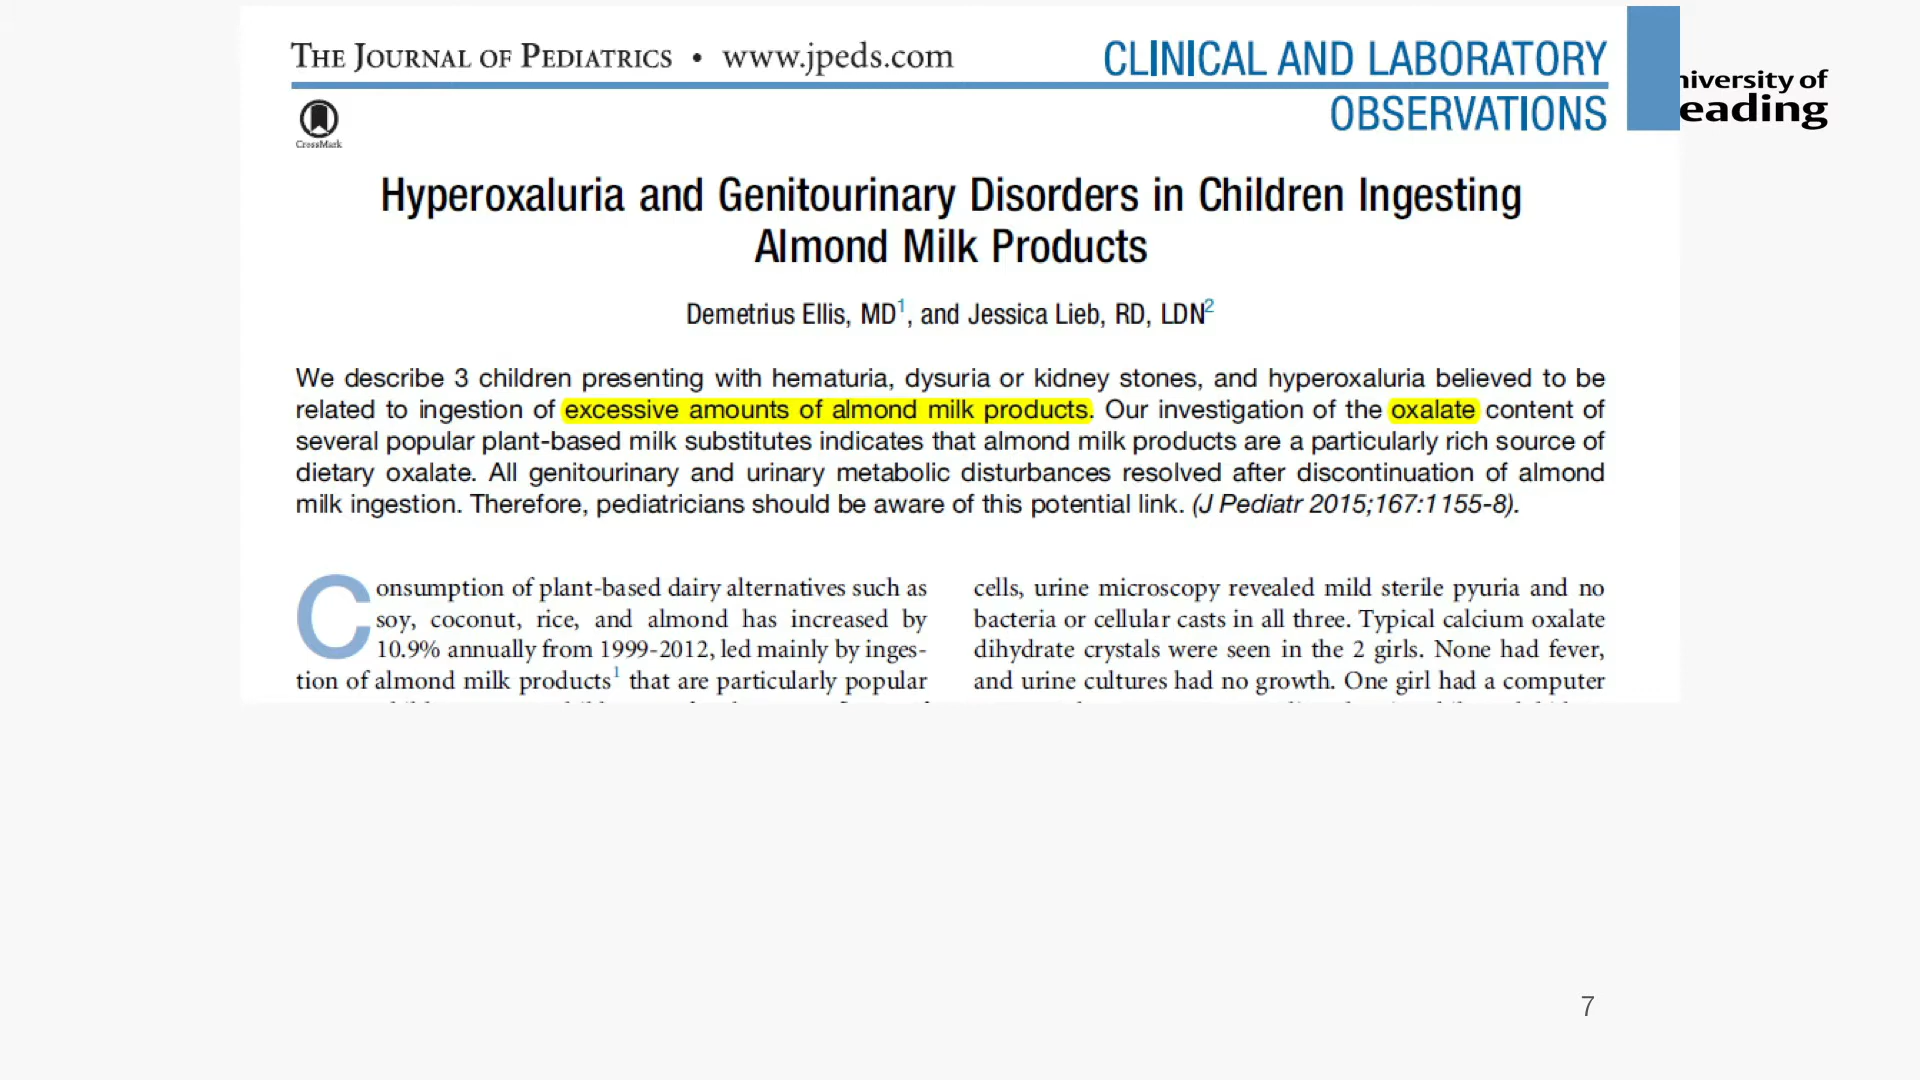 THE JOURNAL OF PEDIATRICS • www.jpeds.com
CLINICAL AND LABORATORY
OBSERVATIONS
niversity of
eading
CrossMark
Hyperoxaluria and Genitourinary Disorders in Children Ingesting
Almond Milk Products
Demetrius Ellis, MD1, and Jessica Lieb, RD, LDN2
We describe 3 children presenting with hematuria, dysuria or kidney stones, and hyperoxaluria believed to be
related to ingestion of excessive amounts of almond milk products. Our investigation of the oxalate content of
several popular plant-based milk substitutes indicates that almond milk products are a particularly rich source of
dietary oxalate. All genitourinary and urinary metabolic disturbances resolved after discontinuation of almond
milk ingestion. Therefore, pediatricians should be aware of this potential link. (J Pediatr 2015;167:1155-8).
Consumption of plant-based dairy alternatives such as
soy, coconut, rice, and almond has increased by
10.9% annually from 1999-2012, led mainly by inges-
tion of almond milk products1 that are particularly popular
cells, urine microscopy revealed mild sterile pyuria and no
bacteria or cellular casts in all three. Typical calcium oxalate
dihydrate crystals were seen in the 2 girls. None had fever,
and urine cultures had no growth. One girl had a computer
7